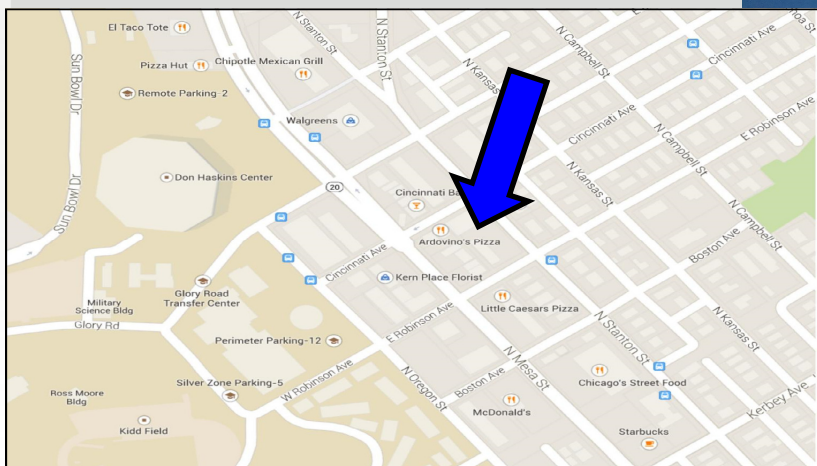 El Taco Tote
N Stanton St
N Stanton St
N Campbell St
Cincinnati Ave
Pizza Hut
Chipotle Mexican Grill
N Kansas
Sun Bowl Dr
Remote Parking-2
E Robinson Ave
Walgreens
Cincinnati Ave
N Campbell St
Don Haskins Center
N Kansas St
20
Cincinnati Ba
Sun Bowl Dr
N Campbell St
Ardovino's Pizza
Boston Ave
Cincinnati Ave
Kern Place Florist
Glory Road
Transfer Center
Military
Science Bldg
Little Caesars Pizza
Glory Rd
E Robinson Ave
N Stanton St
N Kansas St
Perimeter Parking-12
N Mesa St
W Robinson Ave
N Oregon St
Silver Zone Parking-5
Boston Ave
Chicago's Street Food
Ross Moore
Bldg
Kerbey Ave
McDonald's
Kidd Field
Starbucks